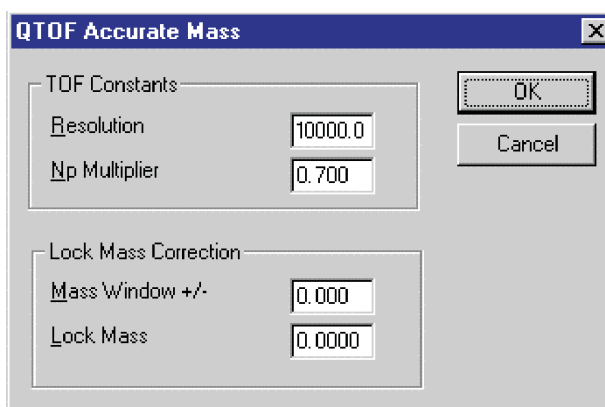 QTOF Accurate Mass
TOF Constants
Resolution 10000.0
Np Multiplier 0.700
OK
Cancel
Lock Mass Correction
Mass Window +/- 0.000
Lock Mass 0.0000